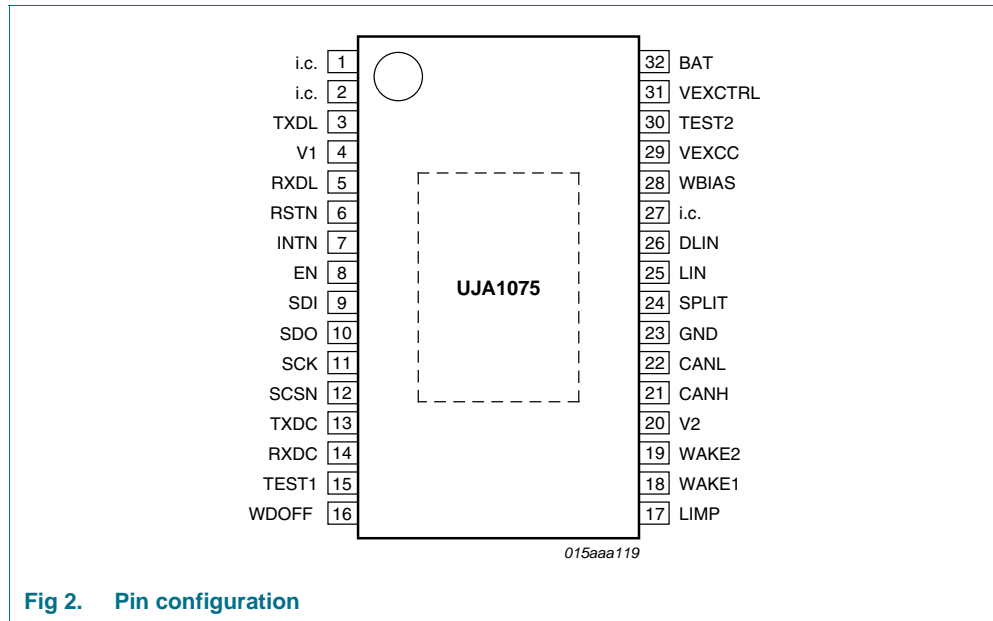 i.c. 1 32 BAT
i.c. 2 31 VEXCTRL
TXDL 3 30 TEST2
V1 4 29 VEXCC
RXDL 5 28 WBIAS
RSTN 6 27 i.c.
INTN 7 26 DLIN
EN 8 25 LIN
UJA1075
SDI 9 24 SPLIT
SDO 10 23 GND
SCK 11 22 CANL
SCSN 12 21 CANH
TXDC 13 20 V2
RXDC 14 19 WAKE2
TEST1 15 18 WAKE1
WDOFF 16 17 LIMP
015aaa119
Fig 2. Pin configuration